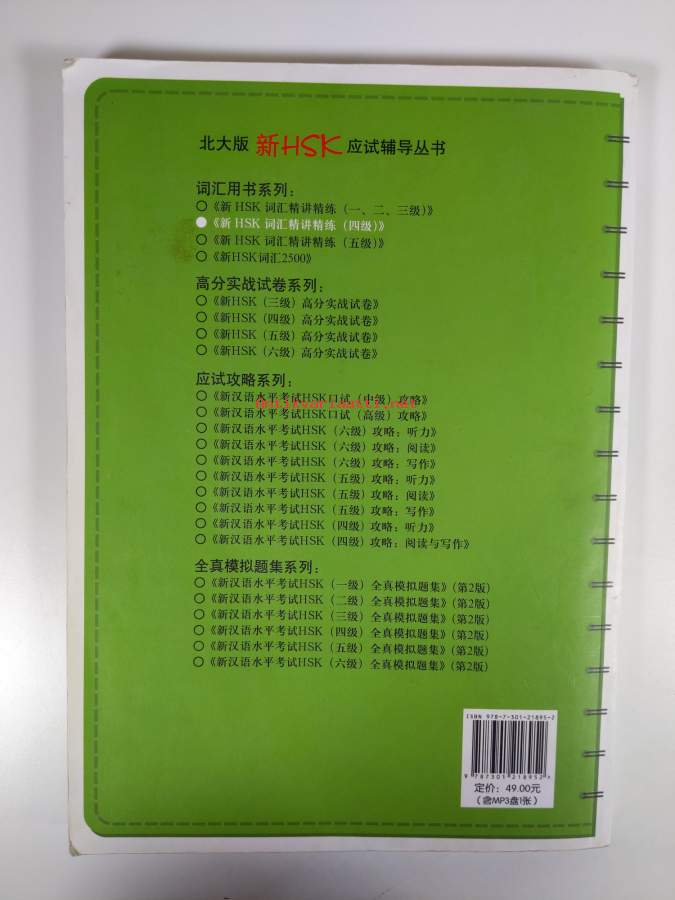 北大版 新HSK 应试辅导丛书
词汇用书系列：
○《新 HSK 词汇精讲精练（一、二、三级）》
●《新 HSK 词汇精讲精练（四级）》
○《新 HSK 词汇精讲精练（五级）》
○《新HSK词汇2500》
高分实战试卷系列：
○《新HSK（三级）高分实战试卷》
○《新HSK（四级）高分实战试卷》
○《新HSK（五级）高分实战试卷》
○《新HSK（六级）高分实战试卷》
应试攻略系列：
○《新汉语水平考试HSK口试（中级）攻略》
○《新汉语水平考试HSK口试（高级）攻略》
○《新汉语水平考试HSK（六级）攻略：听力》
○《新汉语水平考试HSK（六级）攻略：阅读》
○《新汉语水平考试HSK（六级）攻略：写作》
○《新汉语水平考试HSK（五级）攻略：听力》
○《新汉语水平考试HSK（五级）攻略：阅读》
○《新汉语水平考试HSK（五级）攻略：写作》
○《新汉语水平考试HSK（四级）攻略：听力》
○《新汉语水平考试HSK（四级）攻略：阅读与写作》
全真模拟题集系列：
○《新汉语水平考试HSK（一级）全真模拟题集》（第2版）
○《新汉语水平考试HSK（二级）全真模拟题集》（第2版）
○《新汉语水平考试HSK（三级）全真模拟题集》（第2版）
○《新汉语水平考试HSK（四级）全真模拟题集》（第2版）
○《新汉语水平考试HSK（五级）全真模拟题集》（第2版）
○《新汉语水平考试HSK（六级）全真模拟题集》（第2版）
ISBN 978-7-301-21895-2
9 787301 218952 >
定价：49.00元
（含MP3盘1张）